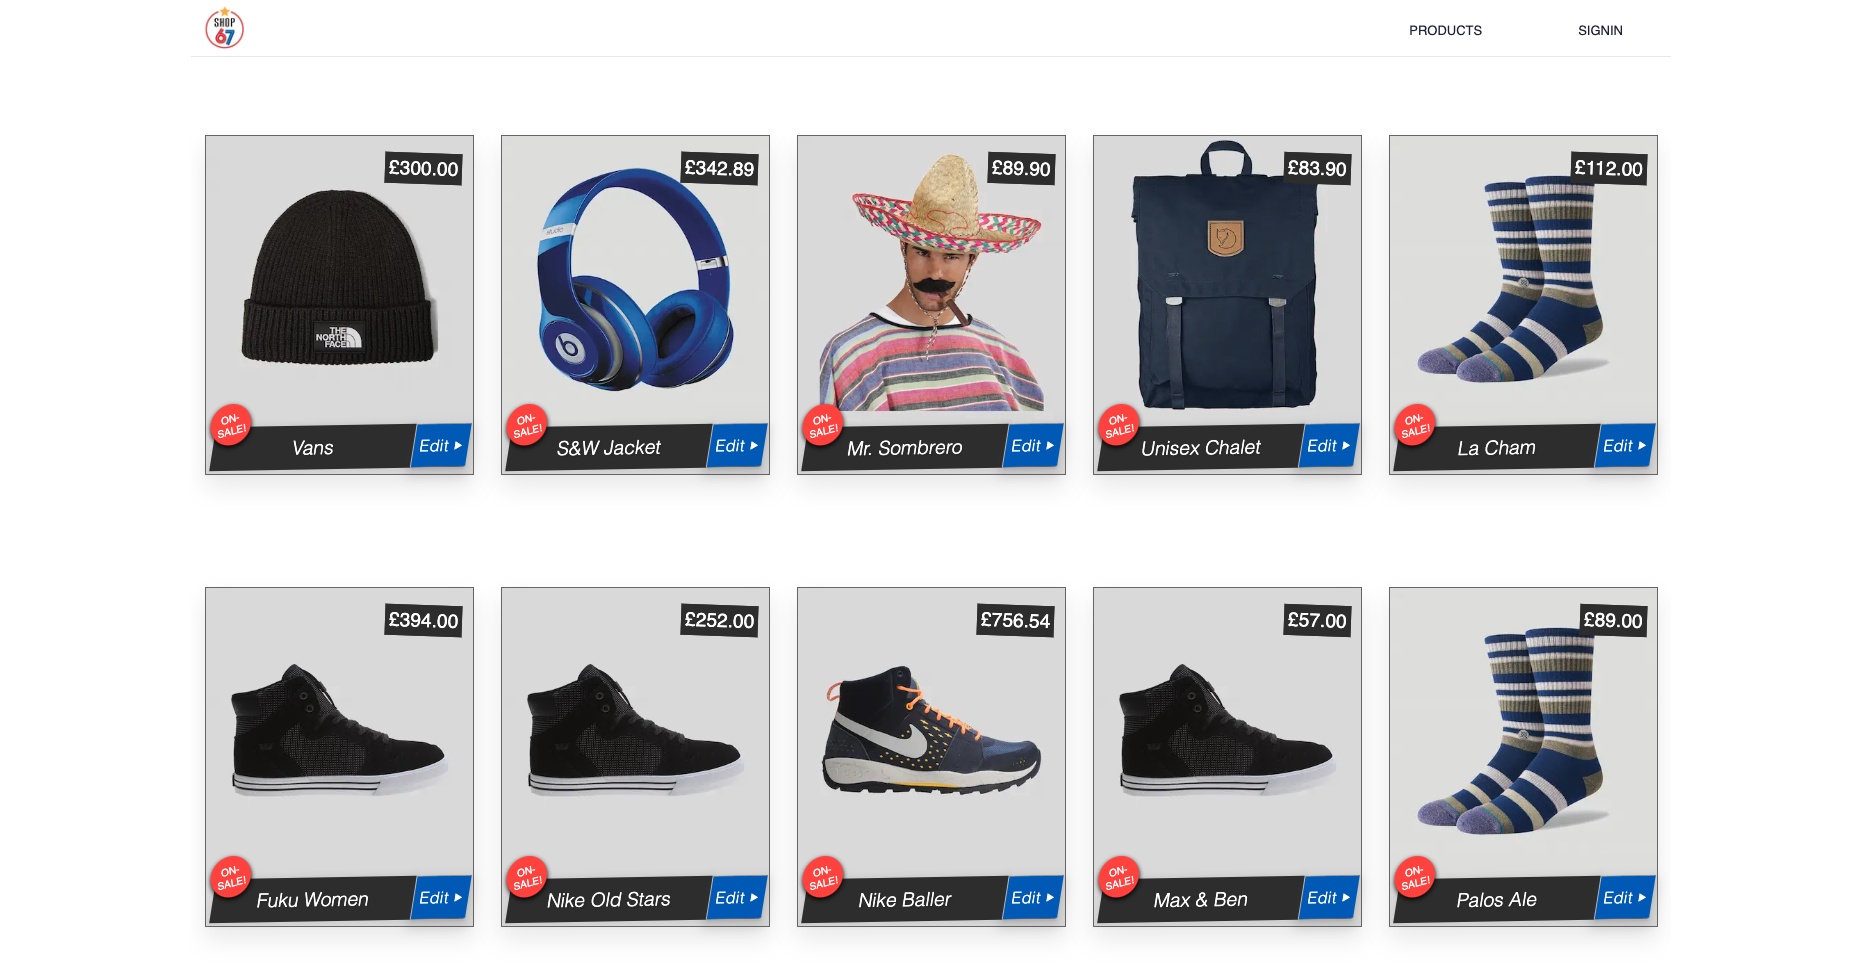 SHOP
67
PRODUCTS
SIGNIN
£300.00
THE
NORTH
FACE
ON-
SALE!
Vans
Edit
£342.89
studio
b
ON-
SALE!
S&W Jacket
Edit
£89.90
ON-
SALE!
Mr. Sombrero
Edit
£83.90
ON-
SALE!
Unisex Chalet
Edit
£112.00
ON-
SALE!
La Cham
Edit
£394.00
ON-
SALE!
Fuku Women
Edit
£252.00
ON-
SALE!
Nike Old Stars
Edit
£756.54
ON-
SALE!
Nike Baller
Edit
£57.00
ON-
SALE!
Max & Ben
Edit
£89.00
ON-
SALE!
Palos Ale
Edit